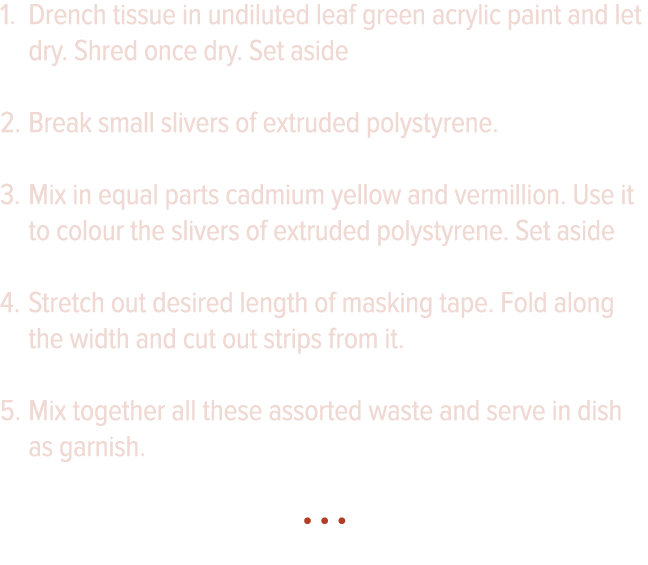 1. Drench tissue in undiluted leaf green acrylic paint and let
dry. Shred once dry. Set aside
2. Break small slivers of extruded polystyrene.
3. Mix in equal parts cadmium yellow and vermillion. Use it
to colour the slivers of extruded polystyrene. Set aside
4. Stretch out desired length of masking tape. Fold along
the width and cut out strips from it.
5. Mix together all these assorted waste and serve in dish
as garnish.
• • •